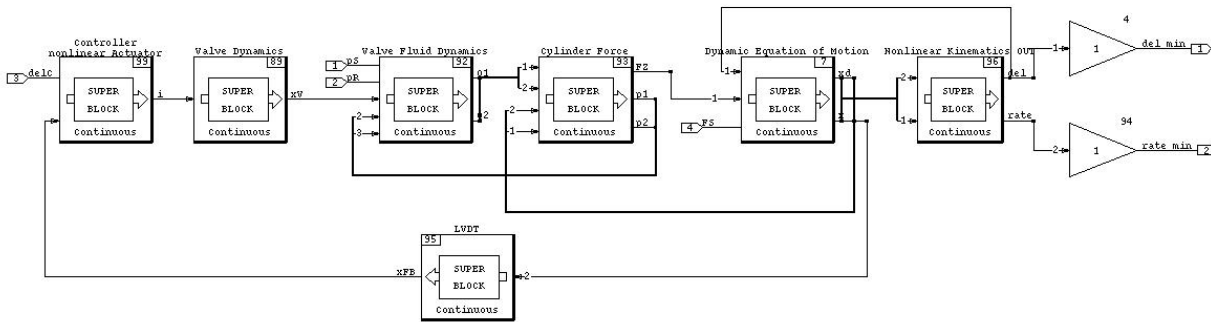 4
Controller
nonlinear Actuator
Valve Dynamics
Valve Fluid Dynamics
Cylinder Force
Dynamic Equation of Motion
Nonlinear Kinematics OUT
99
89
92
93
7
96
3 delC
1 pS
2 pR
4 FS
SUPER
BLOCK
Continuous
i
SUPER
BLOCK
Continuous
xV
2
3
SUPER
BLOCK
Continuous
2
1
2
2
1
SUPER
BLOCK
Continuous
FZ
p1
p2
1
1
SUPER
BLOCK
Continuous
xd
x
2
1
SUPER
BLOCK
Continuous
del
rate
1
1
del min
1
94
2
1
rate min
2
LVDT
95
SUPER
BLOCK
Continuous
xFB
2